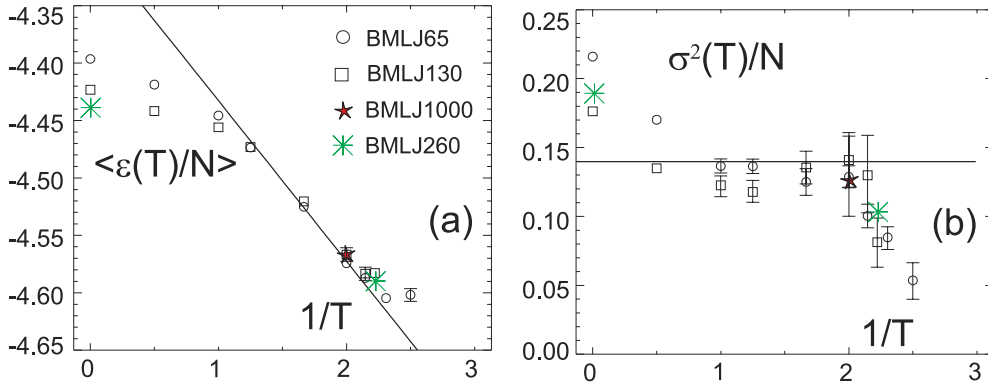 -4.35
-4.40
-4.45
-4.50
-4.55
-4.60
-4.65
0
1
2
3
BMLJ65
BMLJ130
BMLJ1000
BMLJ260
<ε(T)/N>
(a)
1/T
0.25
0.20
0.15
0.10
0.05
0.00
0
1
2
3
σ²(T)/N
(b)
1/T